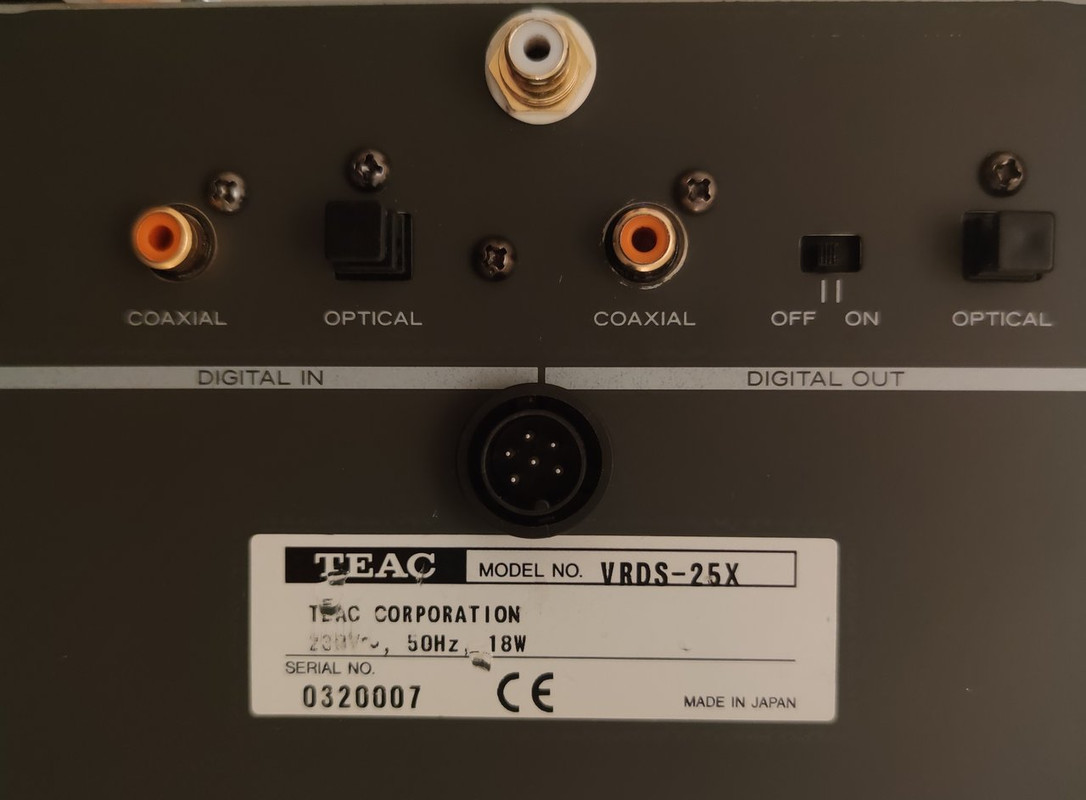 COAXIAL OPTICAL COAXIAL OFF ON OPTICAL
DIGITAL IN DIGITAL OUT
TEAC MODEL NO. VRDS-25X
TEAC CORPORATION
230V~, 50Hz, 18W
SERIAL NO.
0320007 CE MADE IN JAPAN